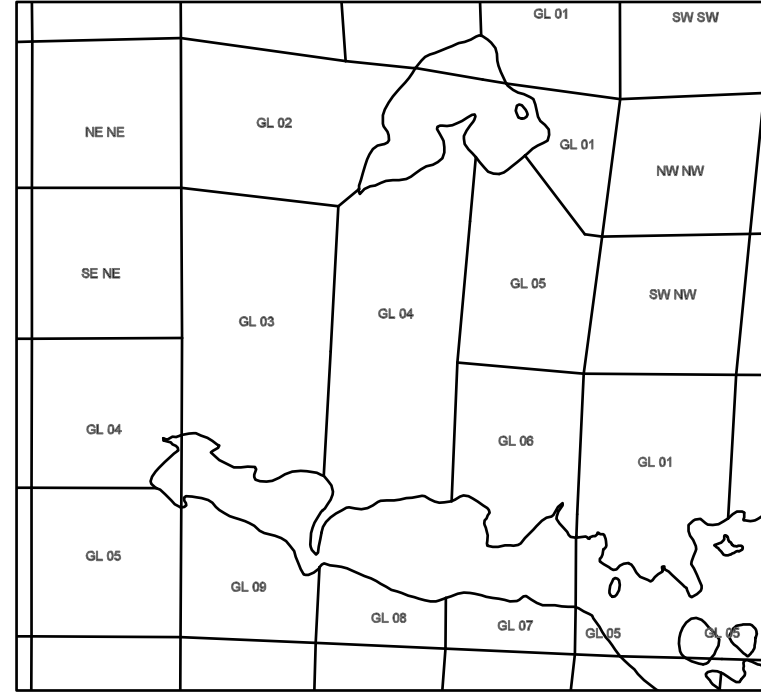 GL 01
SW SW
GL 02
NE NE
GL 01
NW NW
SE NE
GL 05
SW NW
GL 04
GL 03
GL 04
GL 06
GL 01
GL 05
GL 09
GL 08
GL 07
GL 05
GL 05